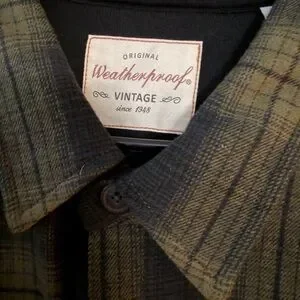 ORIGINAL
Weatherproof®
VINTAGE
since 1948